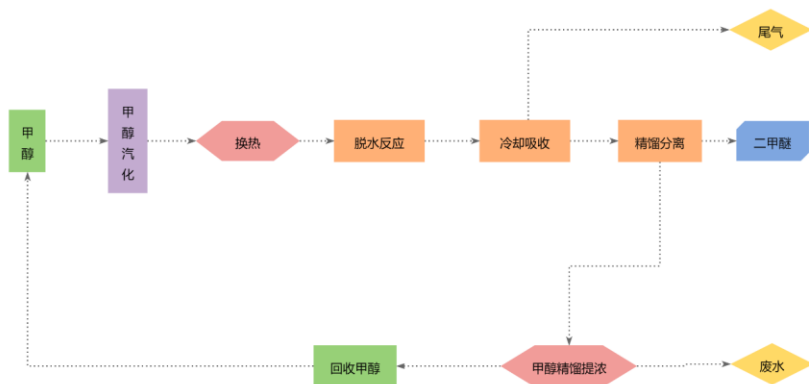 尾气
甲
醇
甲
醇
汽
化
换热
脱水反应
冷却吸收
精馏分离
二甲醚
回收甲醇
甲醇精馏提浓
废水